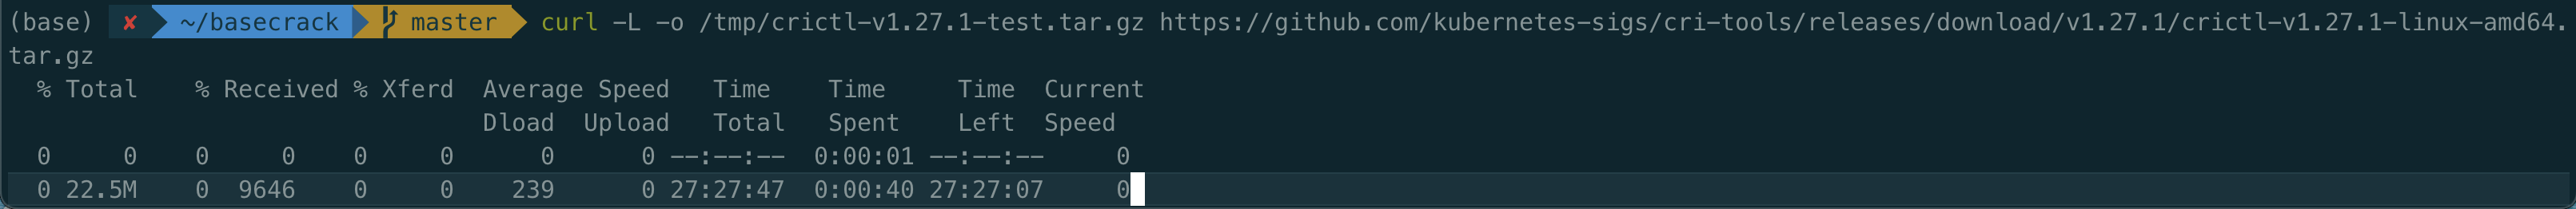 (base) ✘ ~/basecrack master curl -L -o /tmp/crictl-v1.27.1-test.tar.gz https://github.com/kubernetes-sigs/cri-tools/releases/download/v1.27.1/crictl-v1.27.1-linux-amd64.
tar.gz
% Total % Received % Xferd Average Speed Time Time Time Current
Dload Upload Total Spent Left Speed
0 0 0 0 0 0 0 0 --:--:-- 0:00:01 --:--:-- 0
0 22.5M 0 9646 0 0 239 0 27:27:47 0:00:40 27:27:07 0